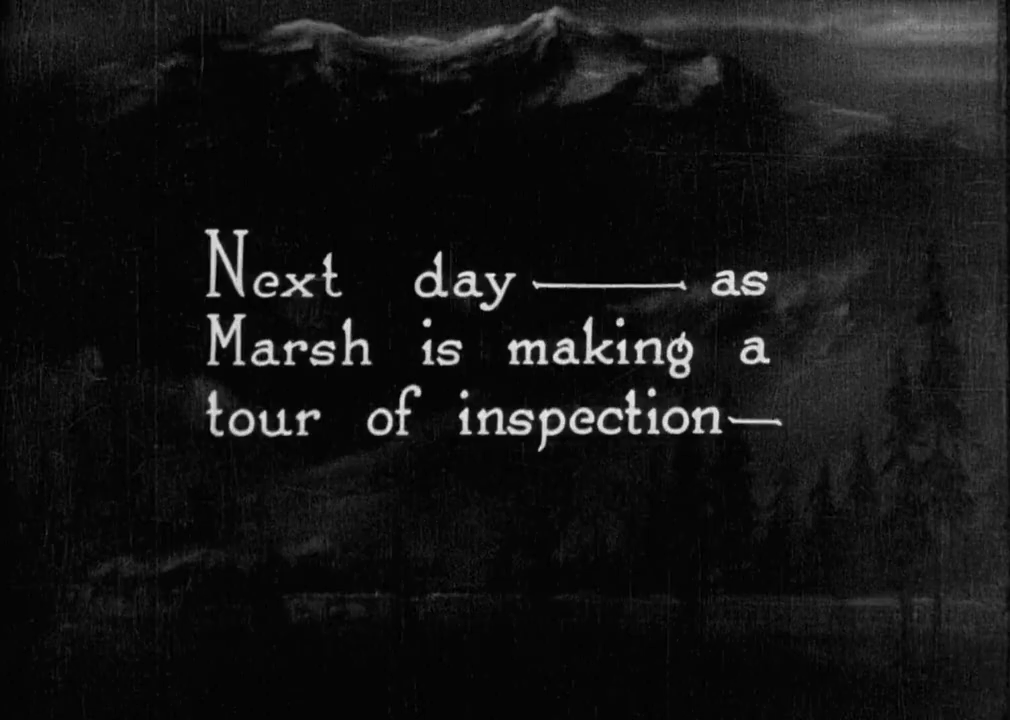 Next day — as
Marsh is making a
tour of inspection—